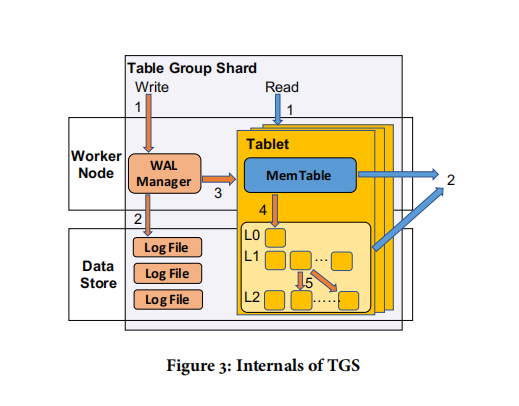 Table Group Shard
Write
Read
1
1
Worker
Node
WAL
Manager
3
Tablet
MemTable
2
2
4
Data
Store
Log File
Log File
Log File
L0
L1
...
5
L2
......
Figure 3: Internals of TGS